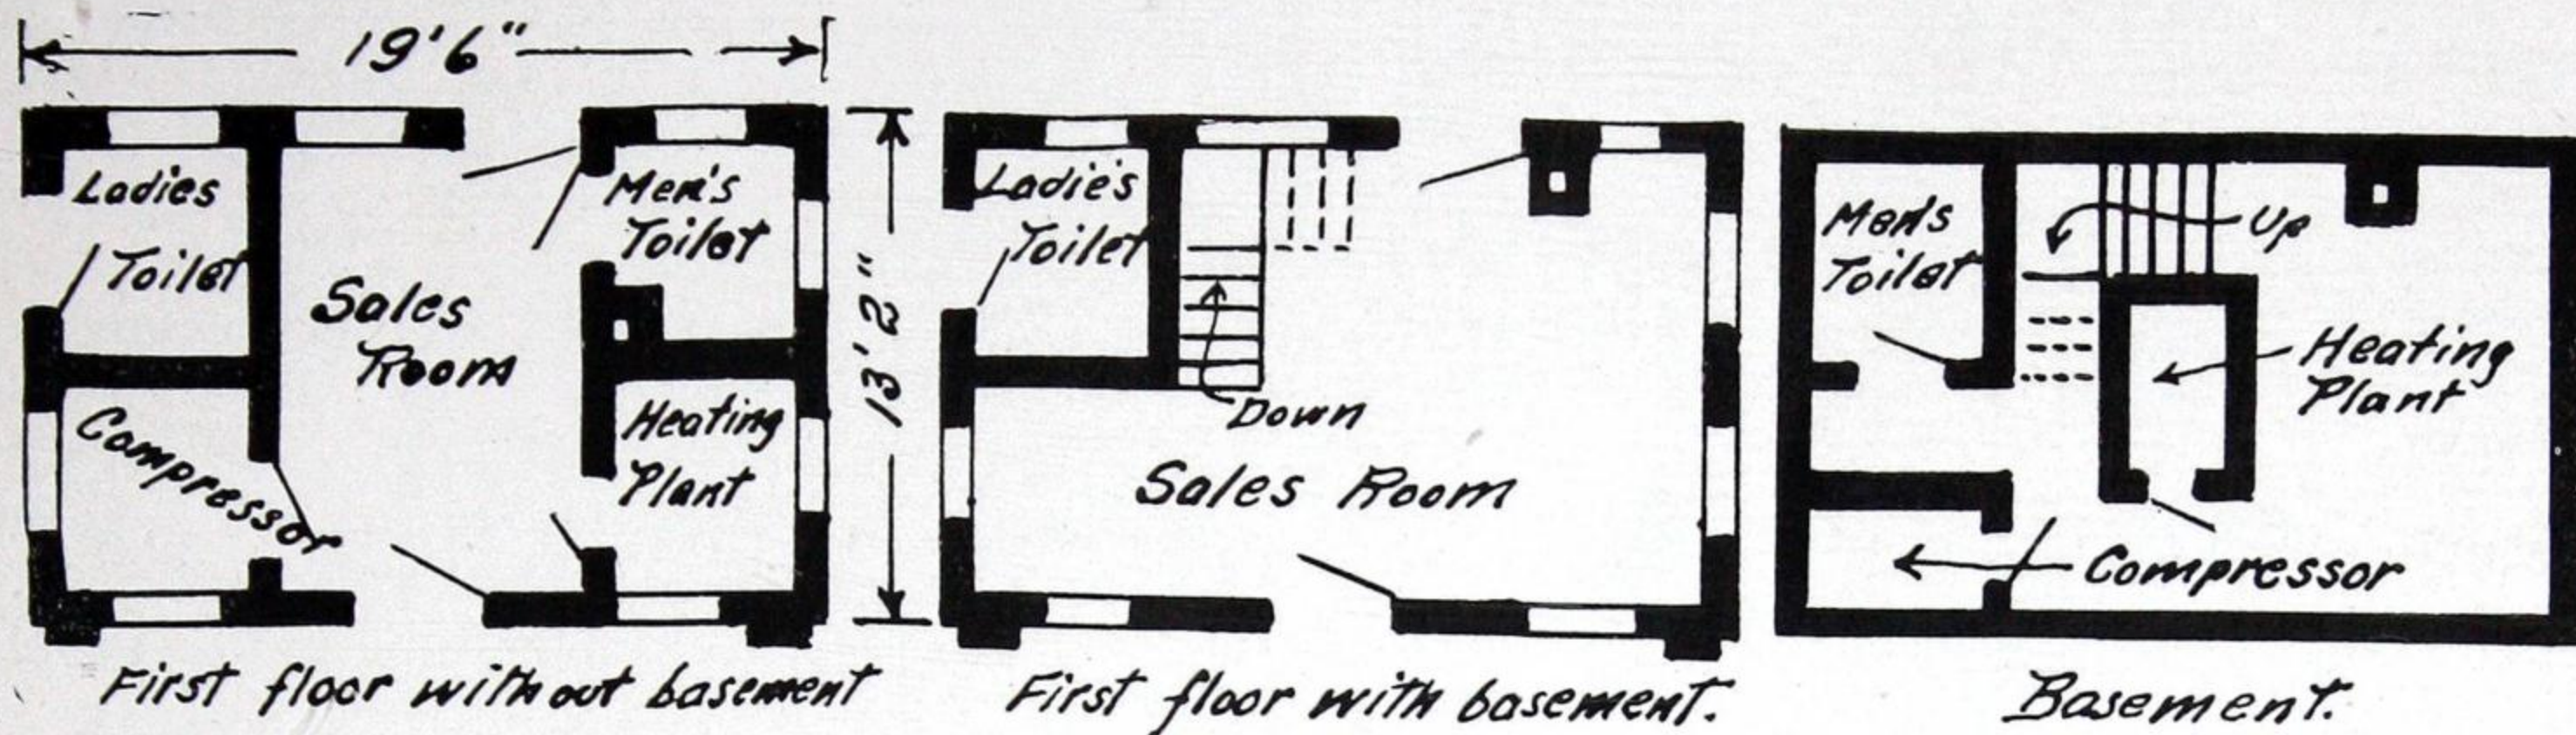 19'6"
Ladies
Toilet
Sales
Room
Men's
Toilet
Compressor
Heating
Plant
13'2"
First floor without basement
Ladie's
Toilet
Down
Sales Room
First floor with basement.
Men's
Toilet
Up
Heating
Plant
Compressor
Basement.